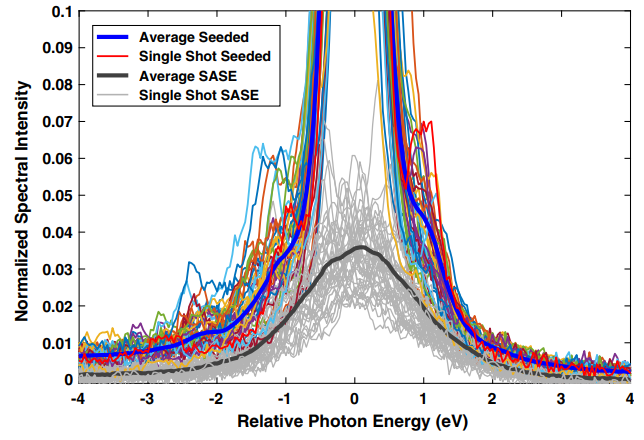 0.1
0.09
0.08
0.07
0.06
0.05
0.04
0.03
0.02
0.01
0
Normalized Spectral Intensity
Average Seeded
Single Shot Seeded
Average SASE
Single Shot SASE
-4 -3 -2 -1 0 1 2 3 4
Relative Photon Energy (eV)